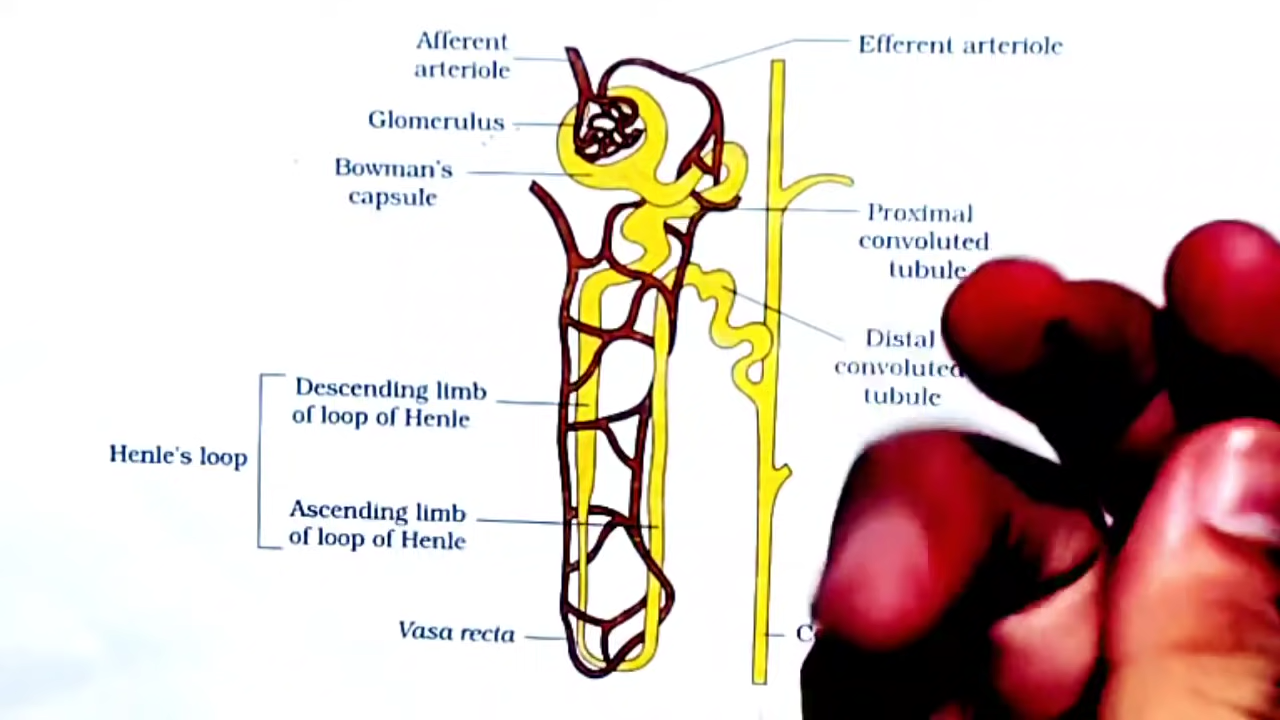 Afferent
arteriole
Efferent arteriole
Glomerulus
Bowman's
capsule
Proximal
convoluted
tubule
Distal
convoluted
tubule
Descending limb
of loop of Henle
Henle's loop
Ascending limb
of loop of Henle
Vasa recta